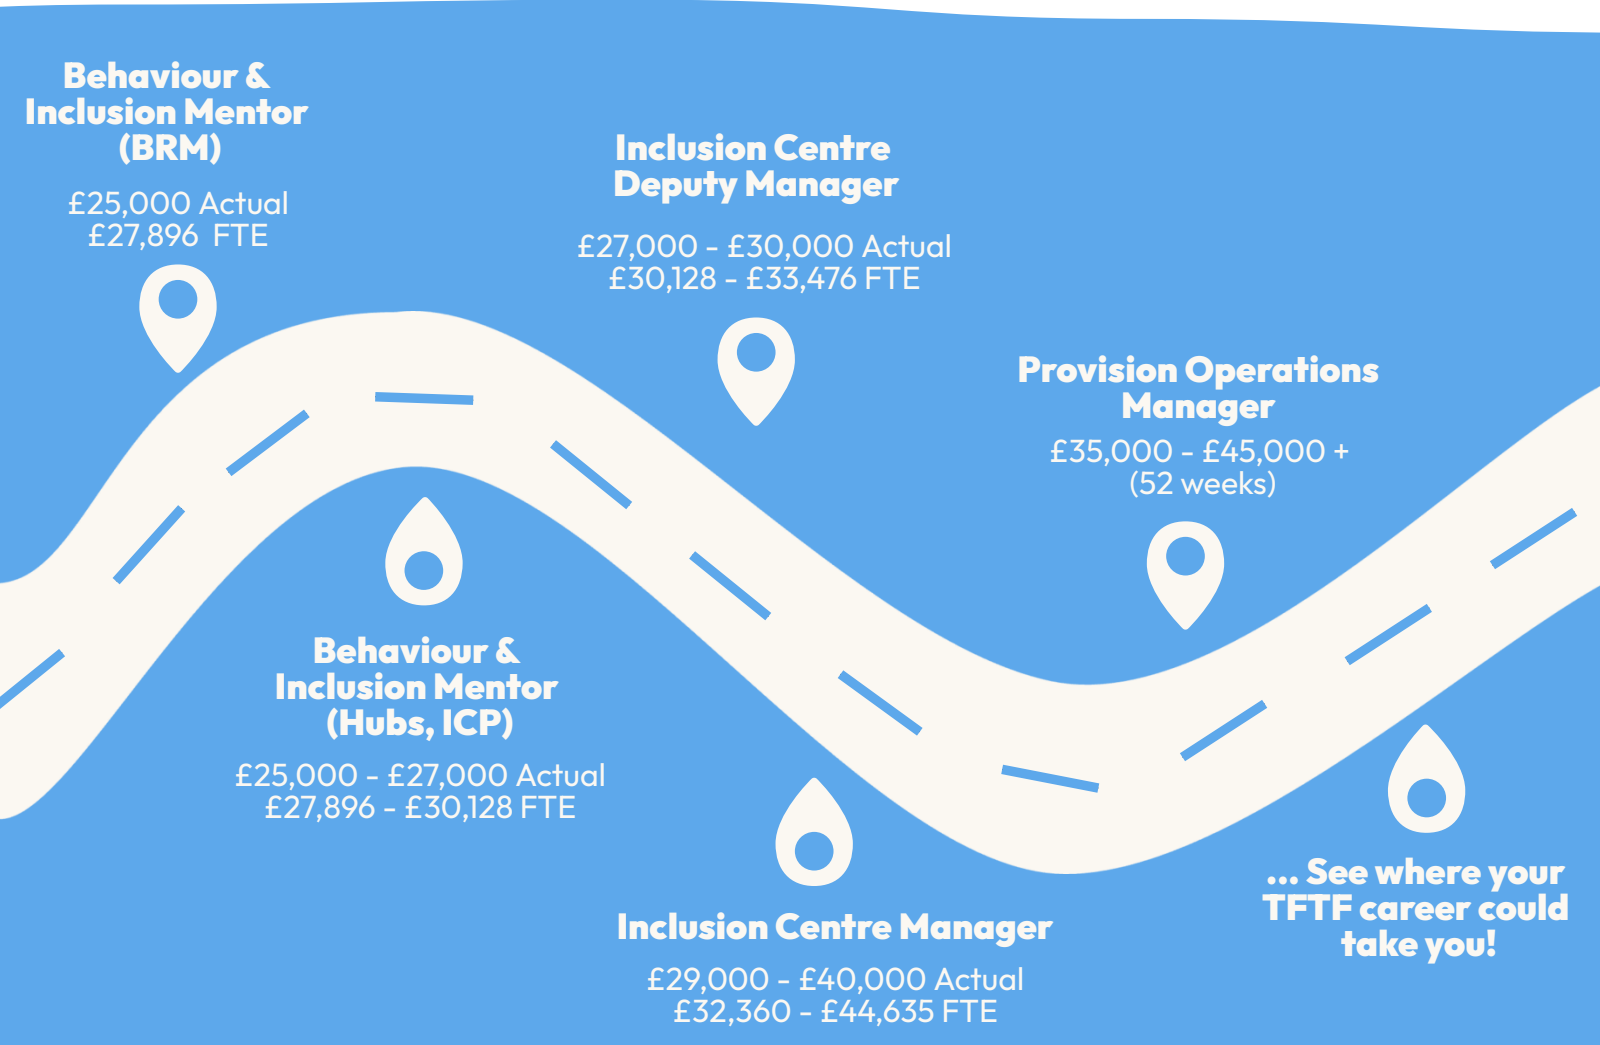 Behaviour &
Inclusion Mentor
(BRM)
£25,000 Actual
£27,896 FTE
Behaviour &
Inclusion Mentor
(Hubs, ICP)
£25,000 - £27,000 Actual
£27,896 - £30,128 FTE
Inclusion Centre
Deputy Manager
£27,000 - £30,000 Actual
£30,128 - £33,476 FTE
Inclusion Centre Manager
£29,000 - £40,000 Actual
£32,360 - £44,635 FTE
Provision Operations
Manager
£35,000 - £45,000 +
(52 weeks)
... See where your
TFTF career could
take you!